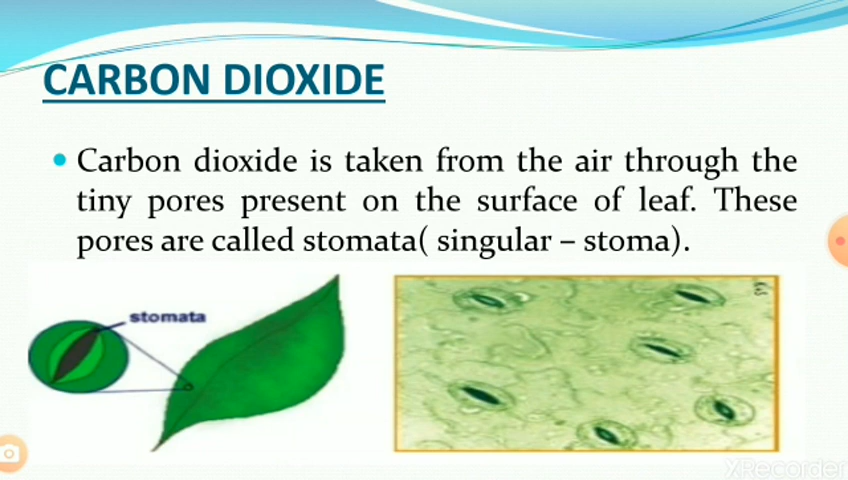 CARBON DIOXIDE
Carbon dioxide is taken from the air through the
tiny pores present on the surface of leaf. These
pores are called stomata( singular – stoma).
stomata
XRecorder